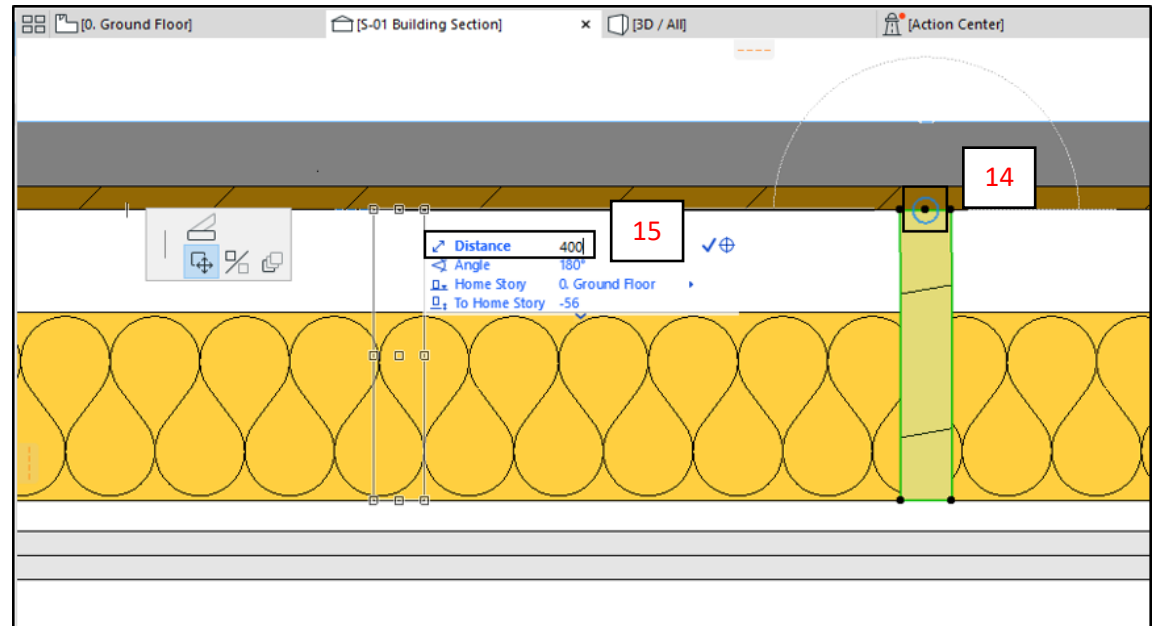 [0. Ground Floor] [S-01 Building Section] × [3D / All] [Action Center]
14
15
Distance 400
Angle 180°
Home Story 0. Ground Floor
To Home Story -56